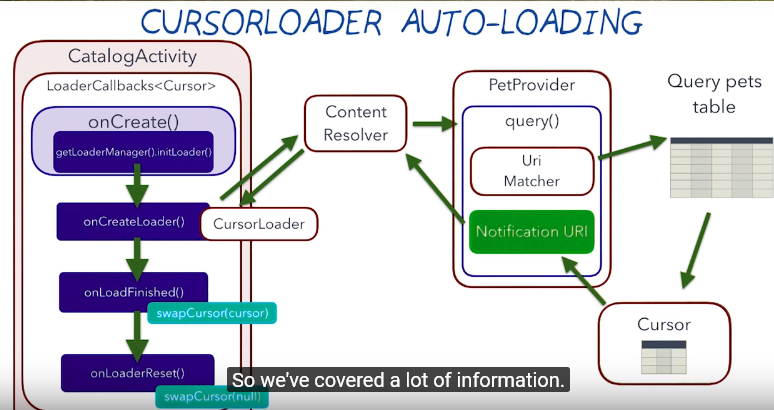 CURSORLOADER AUTO-LOADING
CatalogActivity
LoaderCallbacks<Cursor>
onCreate()
getLoaderManager().initLoader()
onCreateLoader()
CursorLoader
onLoadFinished()
swapCursor(cursor)
onLoaderReset()
swapCursor(null)
Content
Resolver
PetProvider
query()
Uri
Matcher
Notification URI
Query pets
table
Cursor
So we've covered a lot of information.